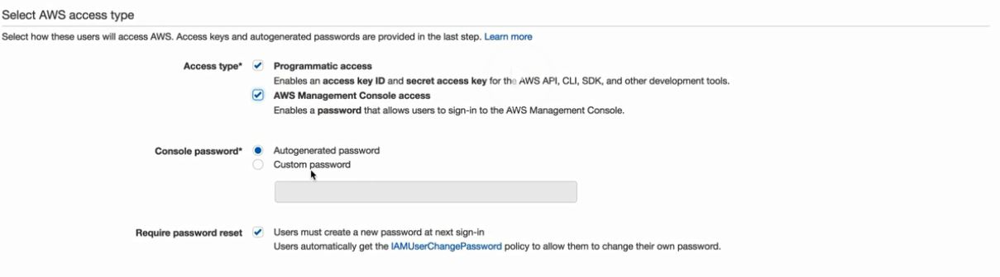 Select AWS access type
Select how these users will access AWS. Access keys and autogenerated passwords are provided in the last step. Learn more
Access type* Programmatic access
Enables an access key ID and secret access key for the AWS API, CLI, SDK, and other development tools.
AWS Management Console access
Enables a password that allows users to sign-in to the AWS Management Console.
Console password* Autogenerated password
Custom password
Require password reset Users must create a new password at next sign-in
Users automatically get the IAMUserChangePassword policy to allow them to change their own password.